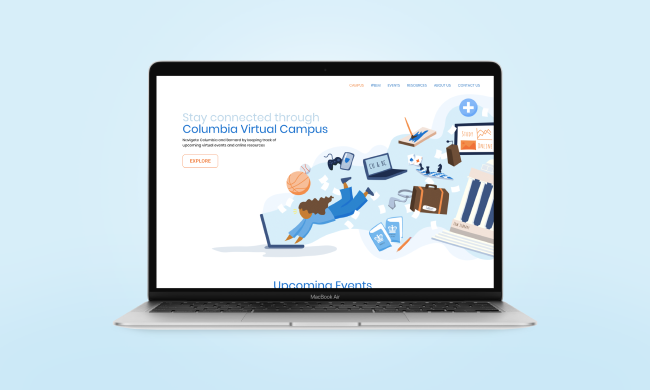 CAMPUS
EVENTS
RESOURCES
ABOUT US
CONTACT US
Stay connected through
Columbia Virtual Campus
Navigate Columbia and Barnard by keeping track of
upcoming virtual events and online resources
EXPLORE
Upcoming Events
MacBook Air